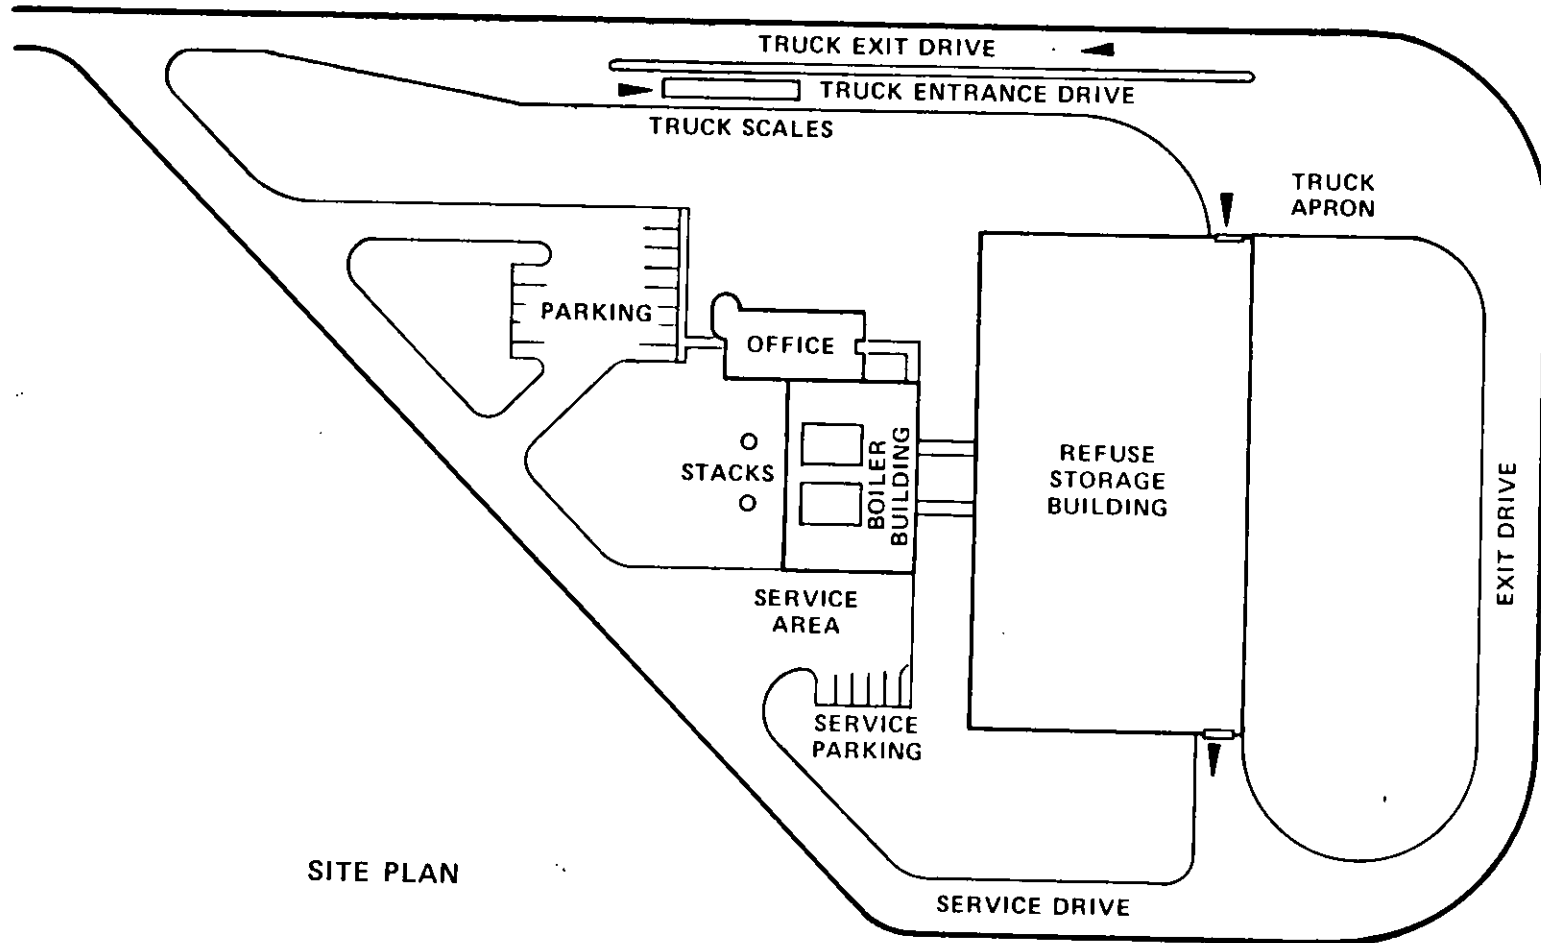 TRUCK EXIT DRIVE
TRUCK ENTRANCE DRIVE
TRUCK SCALES
TRUCK
APRON
PARKING
OFFICE
STACKS
BOILER
BUILDING
REFUSE
STORAGE
BUILDING
EXIT DRIVE
SERVICE
AREA
SERVICE
PARKING
SITE PLAN
SERVICE DRIVE